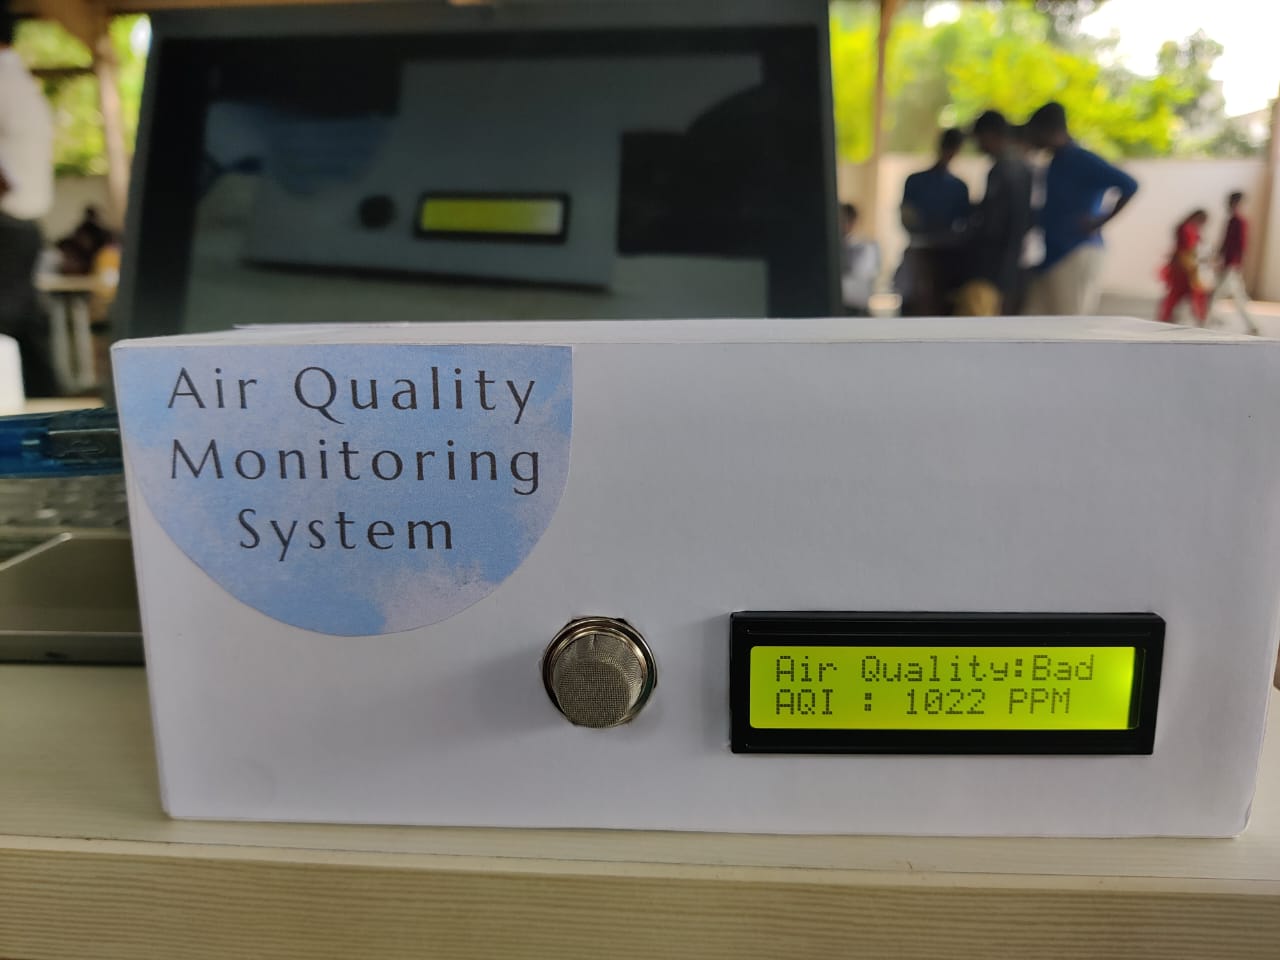 Air Quality
Monitoring
System
Air Quality:Bad
AQI : 1022 PPM